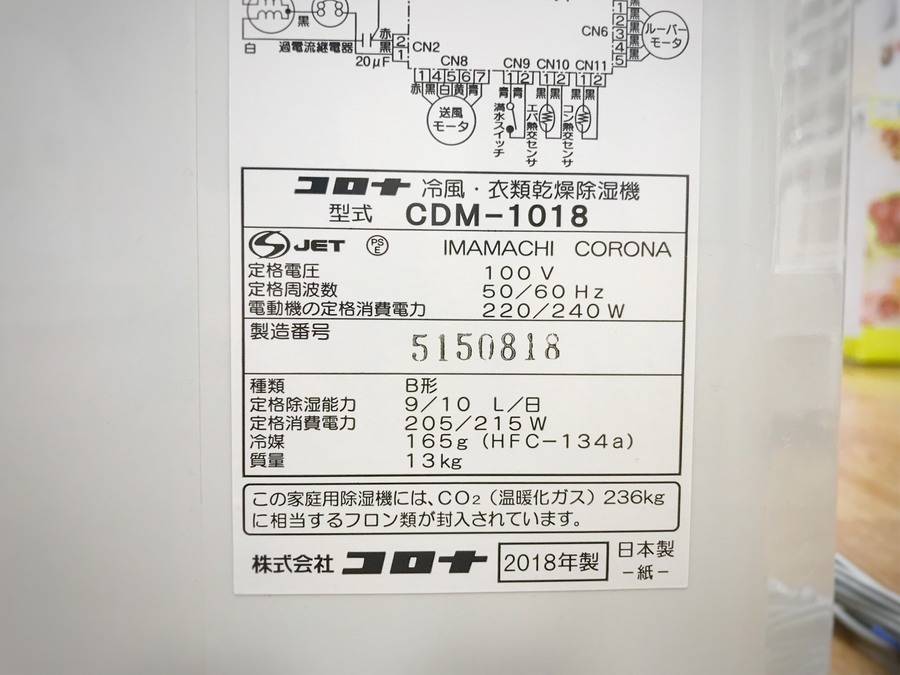 黒
白 過電流継電器
20μF
赤
黒
2
1
CN2
CN6
1
2
3
4
5
黒
黒
黒
黒
ルーバー
モータ
CN8
1 4 5 6 7
赤 黒 白 黄 青
送風
モータ
CN9 CN10 CN11
1 2 1 2 1 2
青 青 黒 黒 黒 黒
満水スイッチ
エバ熱交センサ
コン熱交センサ
コロナ 冷風・衣類乾燥除湿機
型式 CDM-1018
JET PSE IMAMACHI CORONA
定格電圧 100V
定格周波数 50/60Hz
電動機の定格消費電力 220/240W
製造番号 5150818
種類 B形
定格除湿能力 9/10 L/日
定格消費電力 205/215W
冷媒 165g(HFC-134a)
質量 13kg
この家庭用除湿機には、CO2(温暖化ガス)236kg
に相当するフロン類が封入されています。
株式会社 コロナ 2018年製 日本製
-紙-